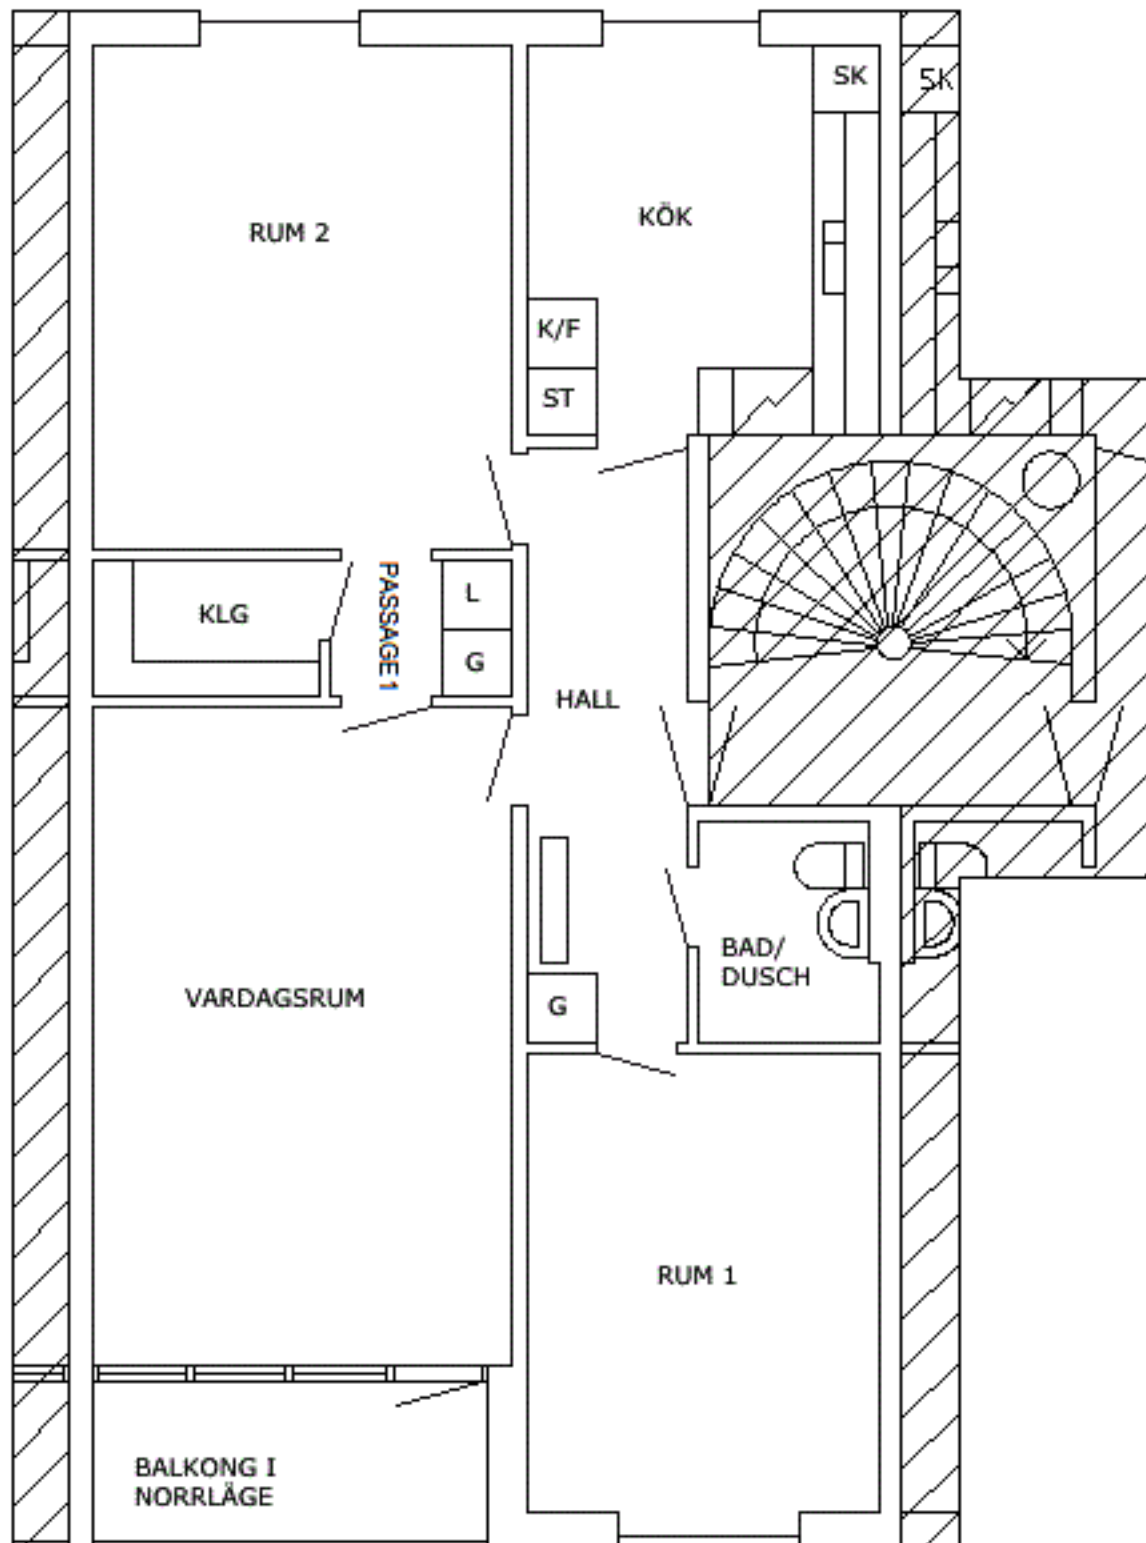 SK
SK
KÖK
RUM 2
K/F
ST
PASSAGE 1
L
KLG
G
HALL
BAD/
DUSCH
VARDAGSRUM
G
RUM 1
BALKONG I
NORRLÄGE